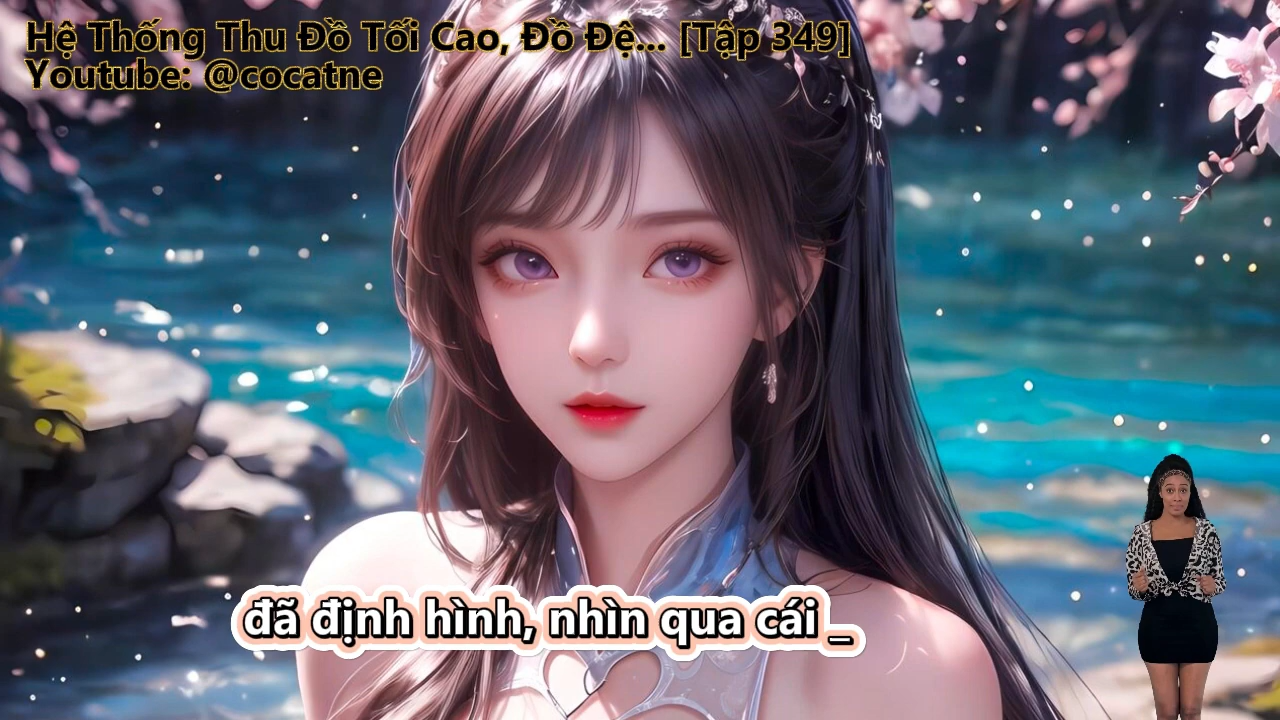 Hệ Thống Thu Đồ Tối Cao, Đồ Đệ... [Tập 349]
Youtube: @cocatne
đã định hình, nhìn qua cái _